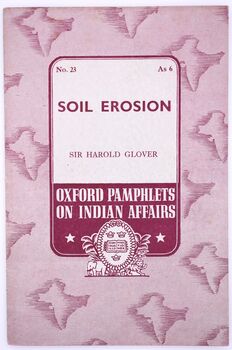 No. 23 As 6
SOIL EROSION
SIR HAROLD GLOVER
OXFORD PAMPHLETS
ON INDIAN AFFAIRS